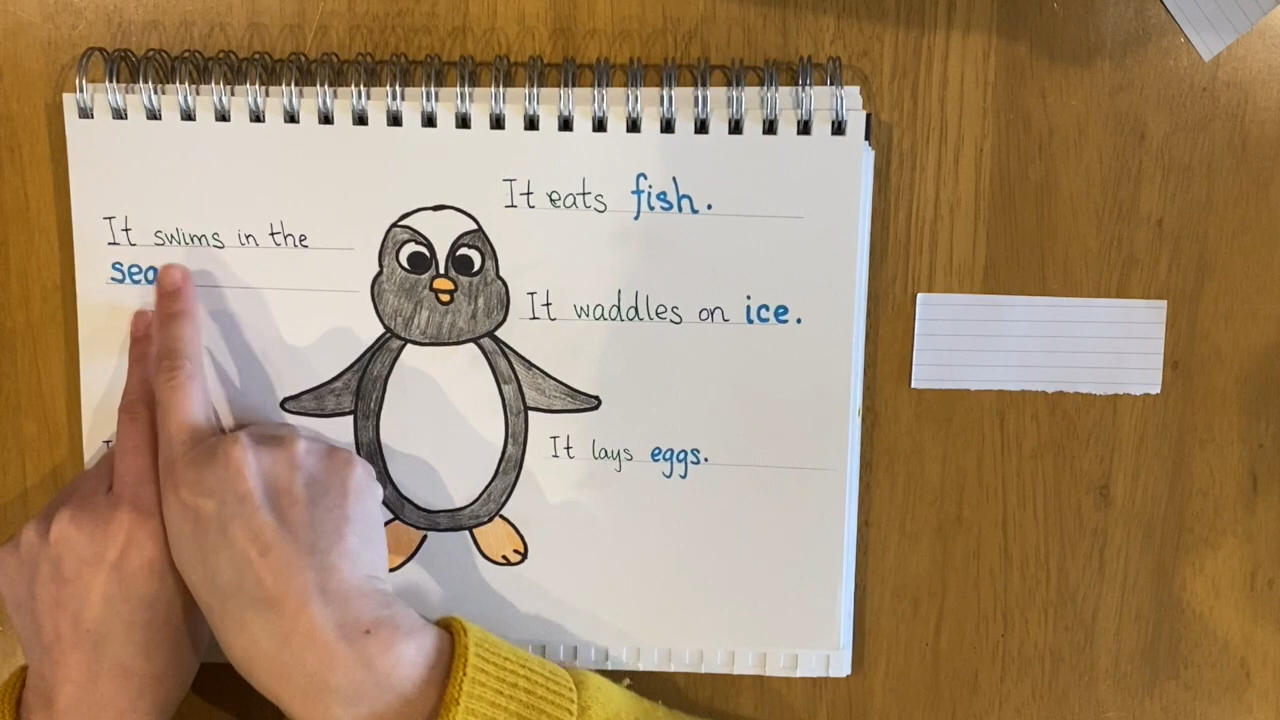 It swims in the
sea
It eats fish.
It waddles on ice.
It lays eggs.